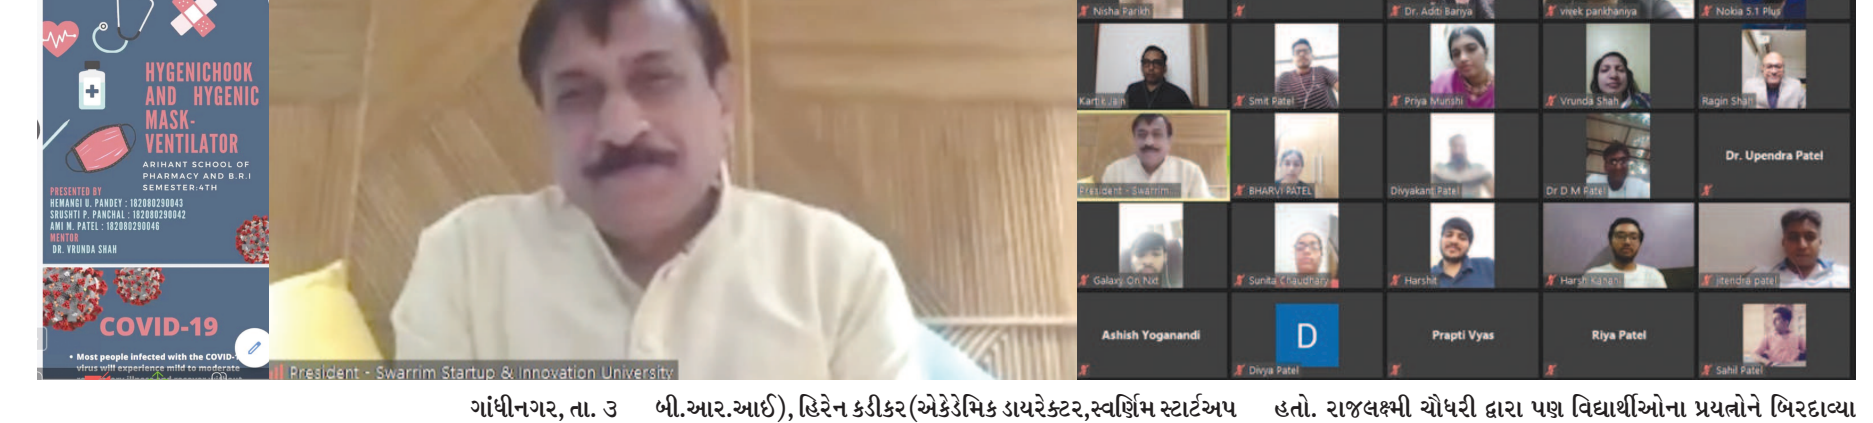 HYGENICHOOK
AND HYGENIC
MASK-
VENTILATOR
ARIHANT SCHOOL OF
PHARMACY AND B.R.I
SEMESTER:4TH
PRESENTED BY
HEMANGI U. PANDEY : 182080290043
SRUSHTI P. PANCHAL : 182080290042
AMI M. PATEL : 182080290046
MENTOR
DR. VRUNDA SHAH
COVID-19
• Most people infected with the COVID-
virus will experience mild to moderate
President - Swarrim Startup & Innovation University
Nisha Parikh
Dr. Aditi Bariya
vivek pankhaniya
Nokia 5.1 Plus
Kartik Jain
Smit Patel
Priya Munshi
Vrunda Shah
Ragin Shah
President - Swarrim...
BHARVI PATEL
Divyakant Patel
Dr D M Patel
Dr. Upendra Patel
Galaxy On Nxt
Sunita Chaudhary
Harshit
Harsh Kanani
jitendra patel
Ashish Yoganandi
D
Divya Patel
Prapti Vyas
Riya Patel
Sahil Patel
ગાંધીનગર, તા. ૩
બી.આર.આઈ), હિરેન કડીકર(એકેડેમિક ડાયરેક્ટર,સ્વર્ણિમ સ્ટાર્ટઅપ
હતો. રાજલક્ષ્મી ચૌધરી દ્વારા પણ વિદ્યાર્થીઓના પ્રયત્નોને બિરદાવ્યા